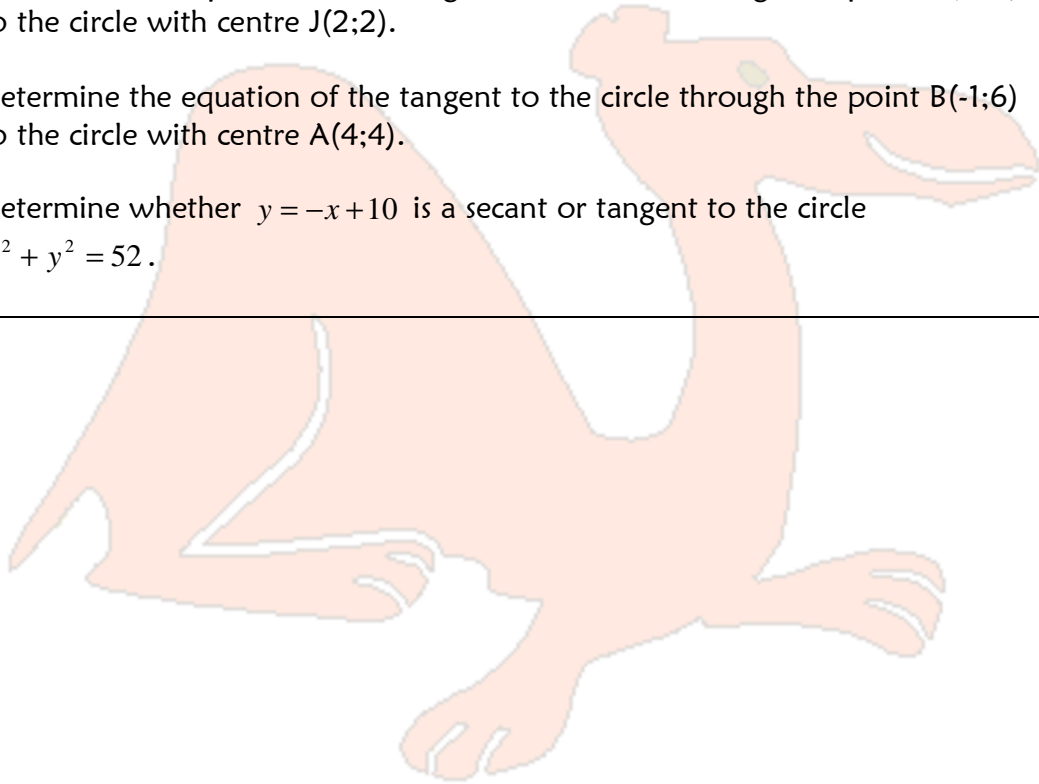 o the circle with centre J(2;2).
etermine the equation of the tangent to the circle through the point B(-1;6)
o the circle with centre A(4;4).
etermine whether y = −x + 10 is a secant or tangent to the circle
² + y² = 52.